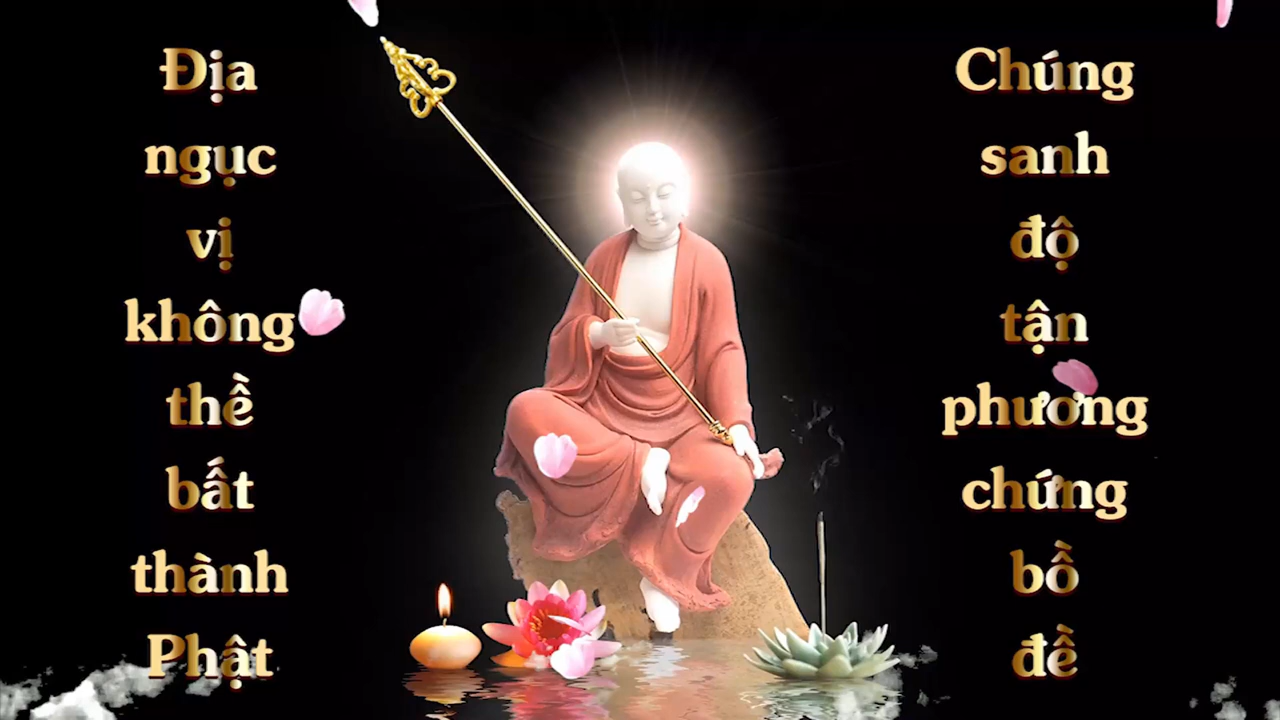 Địa
ngục
vị
không
thề
bất
thành
Phật
Chúng
sanh
độ
tận
phương
chứng
bồ
đề